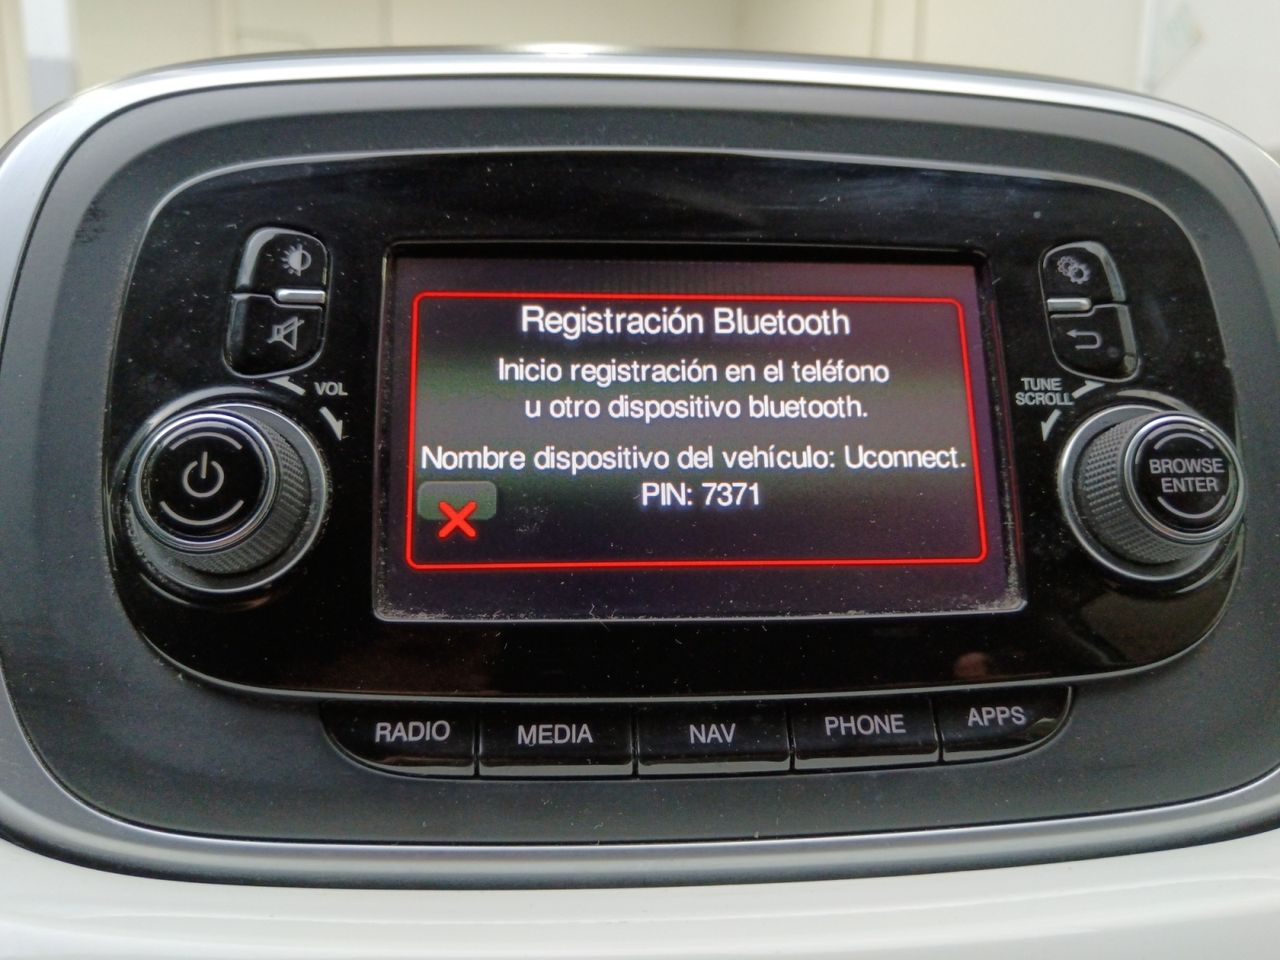 Registración Bluetooth
Inicio registración en el teléfono
u otro dispositivo bluetooth.
Nombre dispositivo del vehículo: Uconnect.
PIN: 7371
VOL
TUNE
SCROLL
BROWSE
ENTER
RADIO
MEDIA
NAV
PHONE
APPS